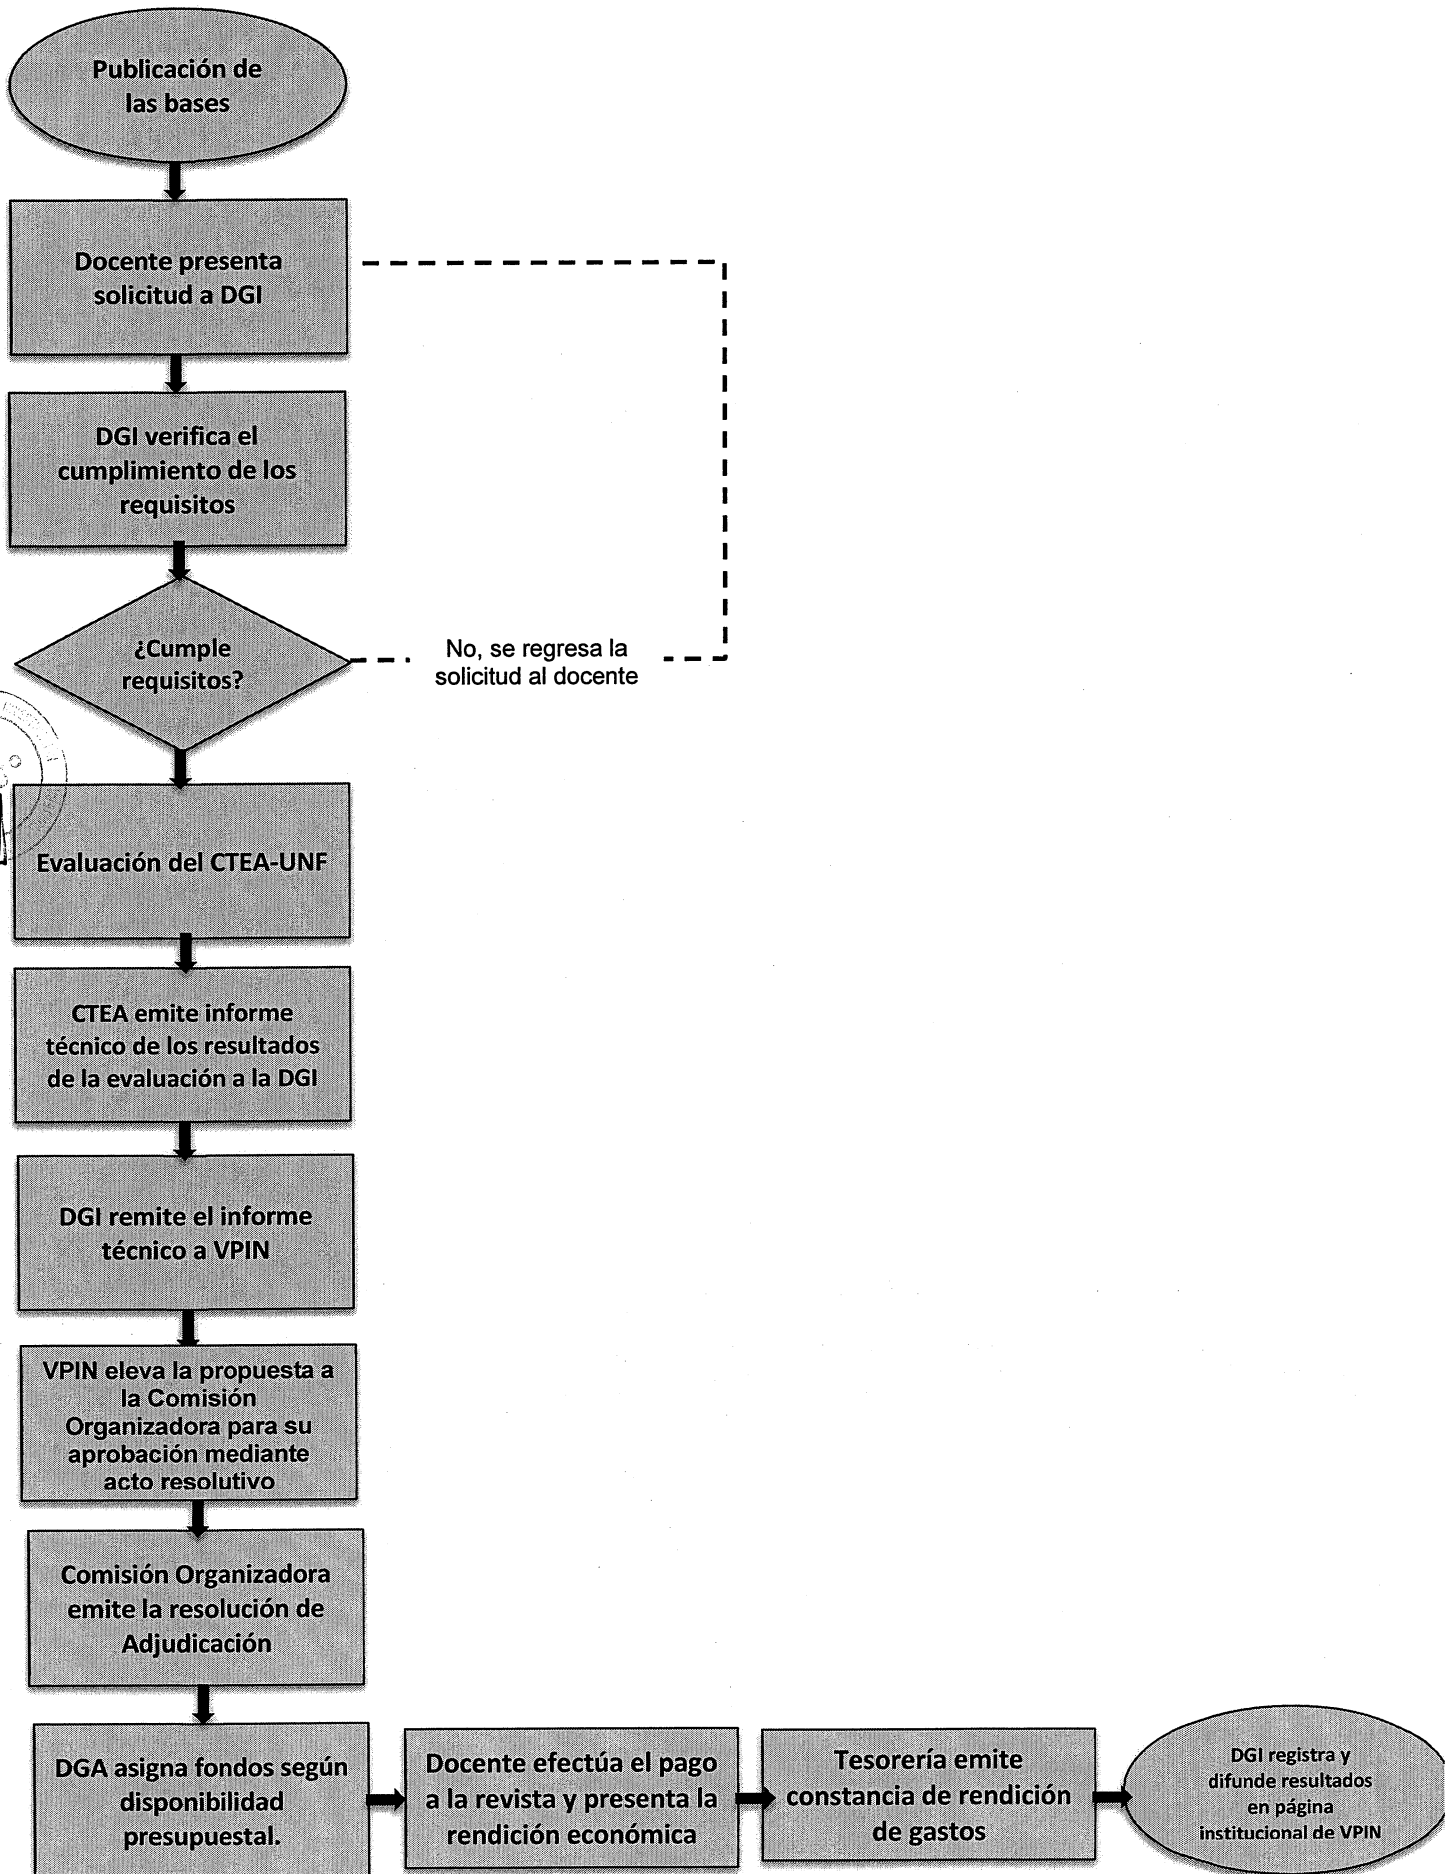 Publicación de
las bases
Docente presenta
solicitud a DGI
DGI verifica el
cumplimiento de los
requisitos
¿Cumple
requisitos?
No, se regresa la
solicitud al docente
Evaluación del CTEA-UNF
CTEA emite informe
técnico de los resultados
de la evaluación a la DGI
DGI remite el informe
técnico a VPIN
VPIN eleva la propuesta a
la Comisión
Organizadora para su
aprobación mediante
acto resolutivo
Comisión Organizadora
emite la resolución de
Adjudicación
DGA asigna fondos según
disponibilidad
presupuestal.
Docente efectúa el pago
a la revista y presenta la
rendición económica
Tesorería emite
constancia de rendición
de gastos
DGI registra y
difunde resultados
en página
institucional de VPIN